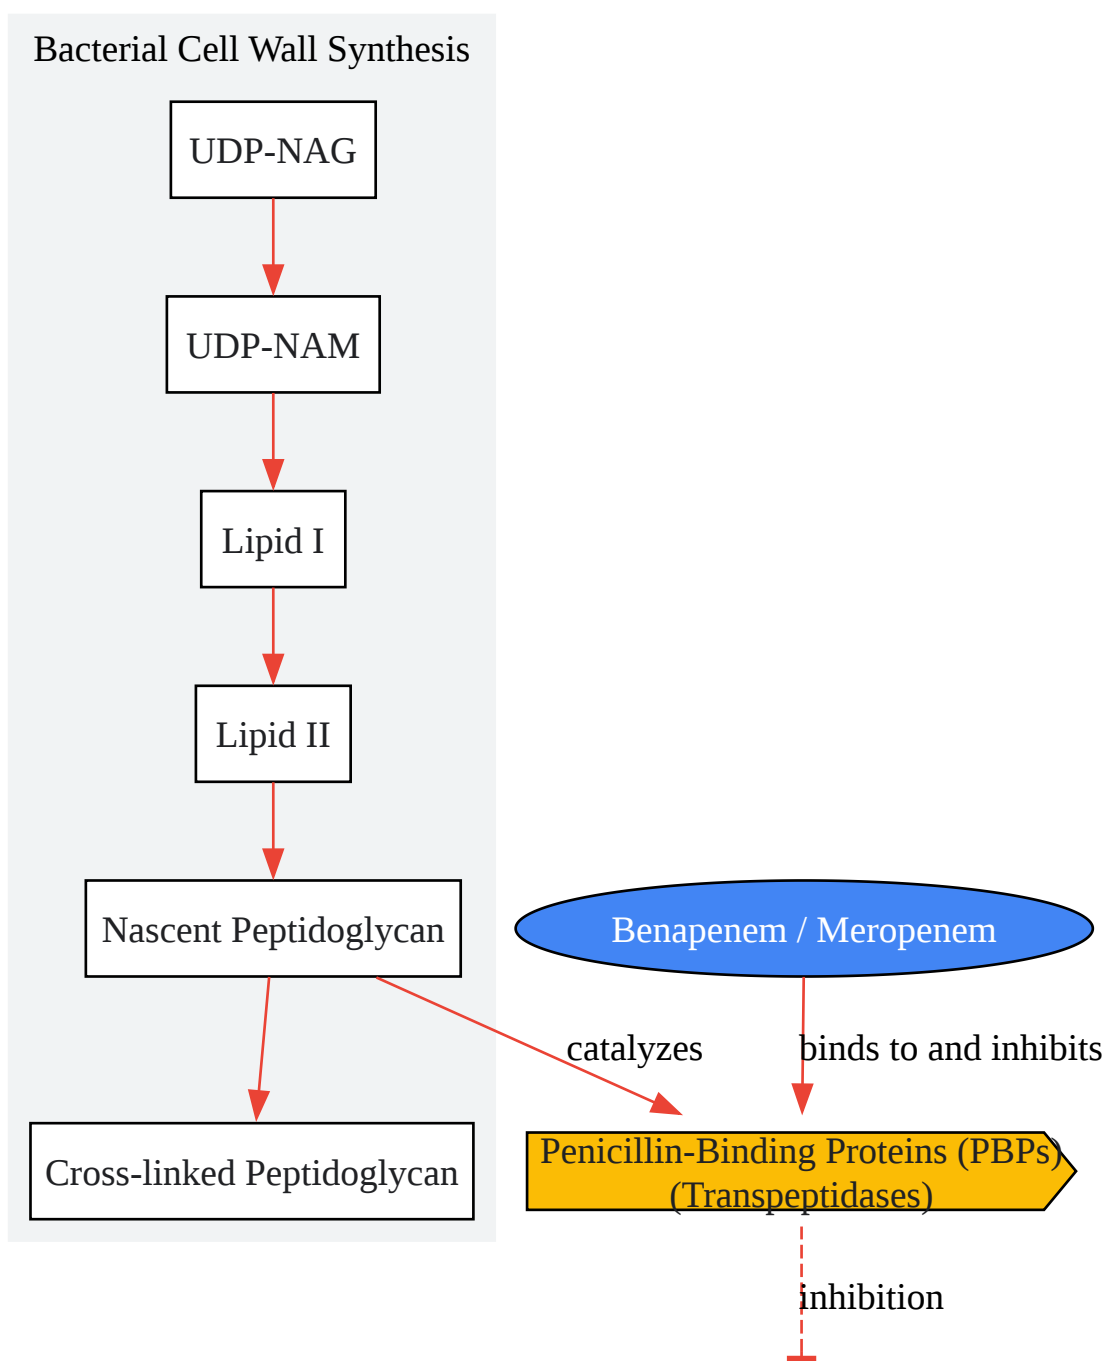 Bacterial Cell Wall Synthesis
UDP-NAG
UDP-NAM
Lipid I
Lipid II
Nascent Peptidoglycan
Benapenem / Meropenem
catalyzes
binds to and inhibits
Cross-linked Peptidoglycan
Penicillin-Binding Proteins (PBPs)
(Transpeptidases)
inhibition